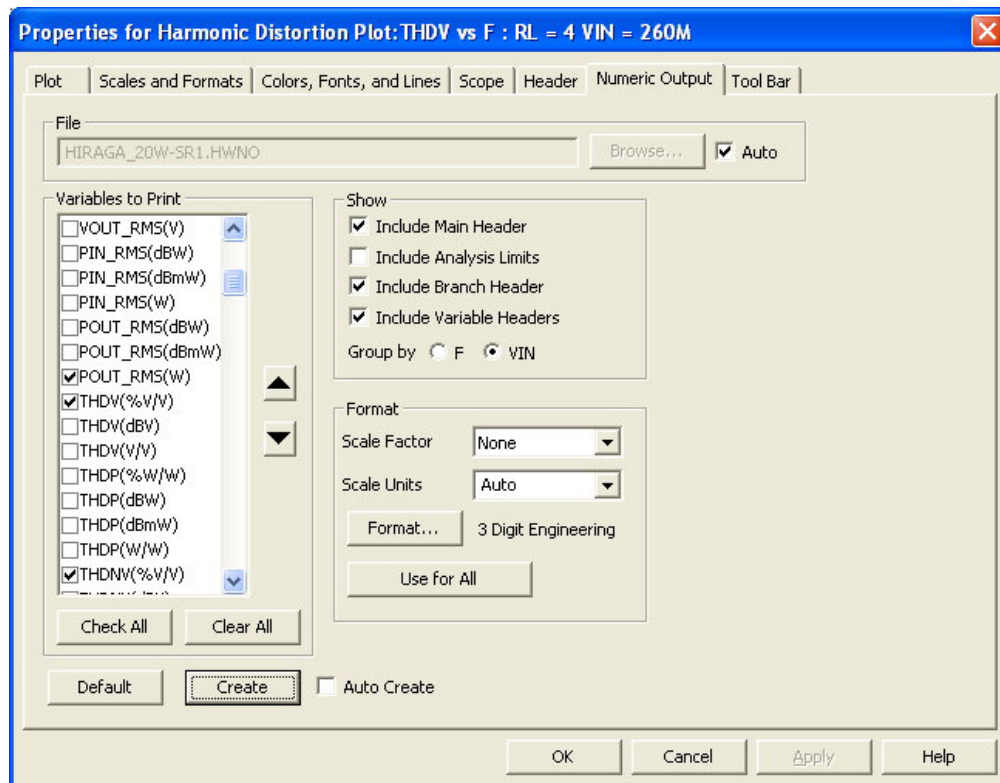 Properties for Harmonic Distortion Plot:THDV vs F : RL = 4 VIN = 260M
Plot Scales and Formats Colors, Fonts, and Lines Scope Header Numeric Output Tool Bar
File
HIRAGA_20W-SR1.HWNO Browse... Auto
Variables to Print
VOUT_RMS(V)
PIN_RMS(dBW)
PIN_RMS(dBmW)
PIN_RMS(W)
POUT_RMS(dBW)
POUT_RMS(dBmW)
POUT_RMS(W)
THDV(%V/V)
THDV(dBV)
THDV(V/V)
THDP(%W/W)
THDP(dBW)
THDP(dBmW)
THDP(W/W)
THDNV(%V/V)
Check All Clear All
Show
Include Main Header
Include Analysis Limits
Include Branch Header
Include Variable Headers
Group by F VIN
Format
Scale Factor None
Scale Units Auto
Format... 3 Digit Engineering
Use for All
Default Create Auto Create
OK Cancel Apply Help